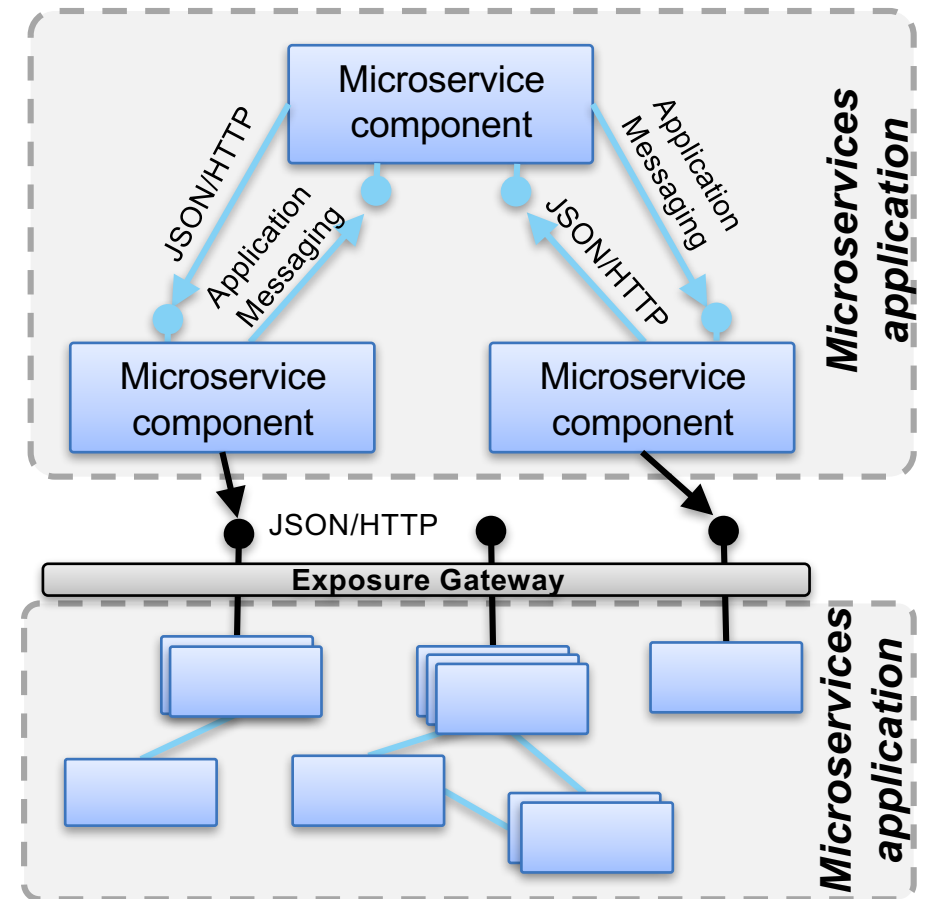 Microservice
component
JSON/HTTP
Application
Messaging
JSON/HTTP
Application
Messaging
Microservices
application
Microservice
component
Microservice
component
JSON/HTTP
Exposure Gateway
Microservices
application